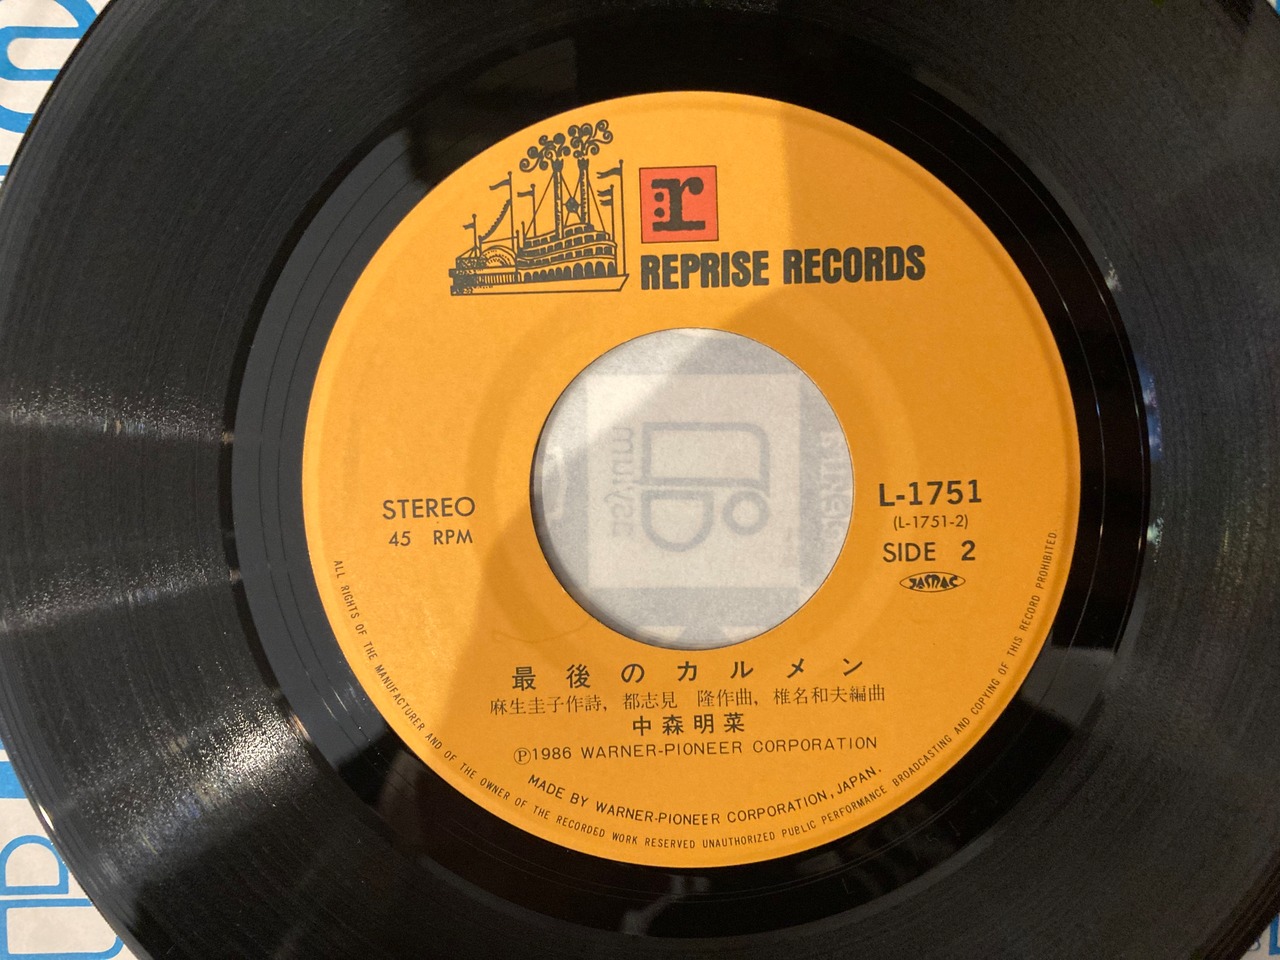 r
REPRISE RECORDS
STEREO
45 RPM
L-1751
(L-1751-2)
SIDE 2
JASRAC
最後のカルメン
麻生圭子作詩, 都志見 隆作曲, 椎名和夫編曲
中森明菜
Ⓟ1986 WARNER-PIONEER CORPORATION
MADE BY WARNER-PIONEER CORPORATION, JAPAN.
ALL RIGHTS OF THE MANUFACTURER AND OF THE OWNER OF THE RECORDED WORK RESERVED UNAUTHORIZED PUBLIC PERFORMANCE BROADCASTING AND COPYING OF THIS RECORD PROHIBITED.